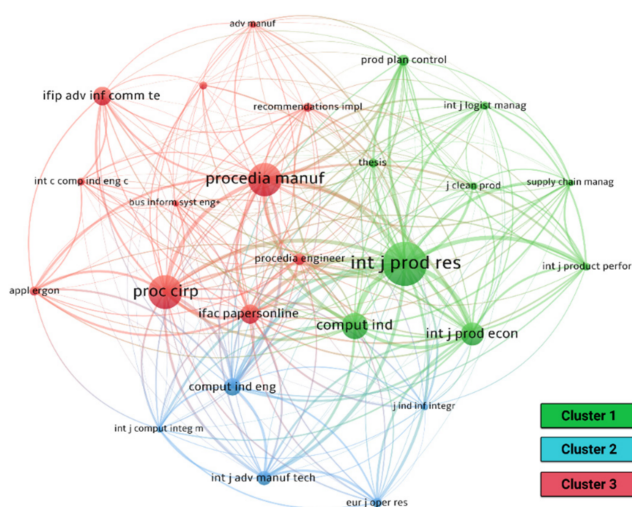 adv manuf
prod plan control
ifip adv inf comm te
recommendations impl
int j logist manag
thesis
procedia manuf
int c comp ind eng c
j clean prod
supply chain manag
bus inform syst eng+
procedia engineer
int j prod res
int j product perfor
appl ergon
proc cirp
ifac papersonline
comput ind
int j prod econ
comput ind eng
j ind inf integr
Cluster 1
int j comput integ m
Cluster 2
int j adv manuf tech
Cluster 3
eur j oper res